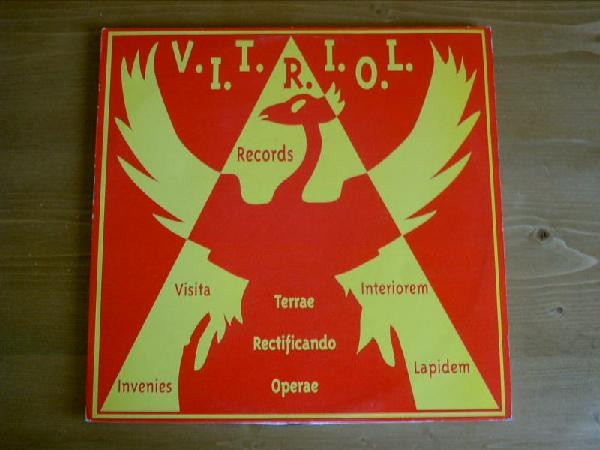 V.I.T.R.I.O.L.
Records
Visita Interiorem
Terrae
Rectificando
Invenies Operae Lapidem